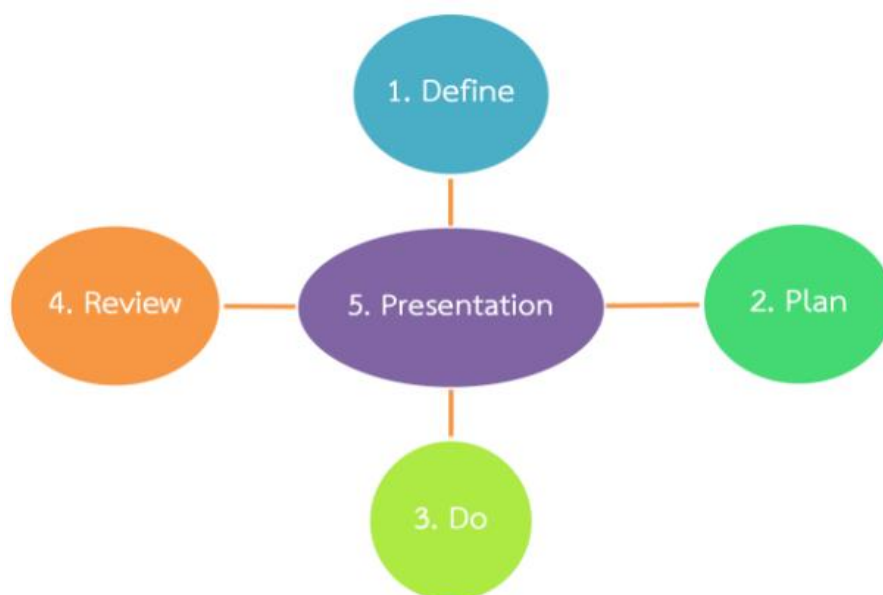 1. Define
2. Plan
3. Do
4. Review
5. Presentation